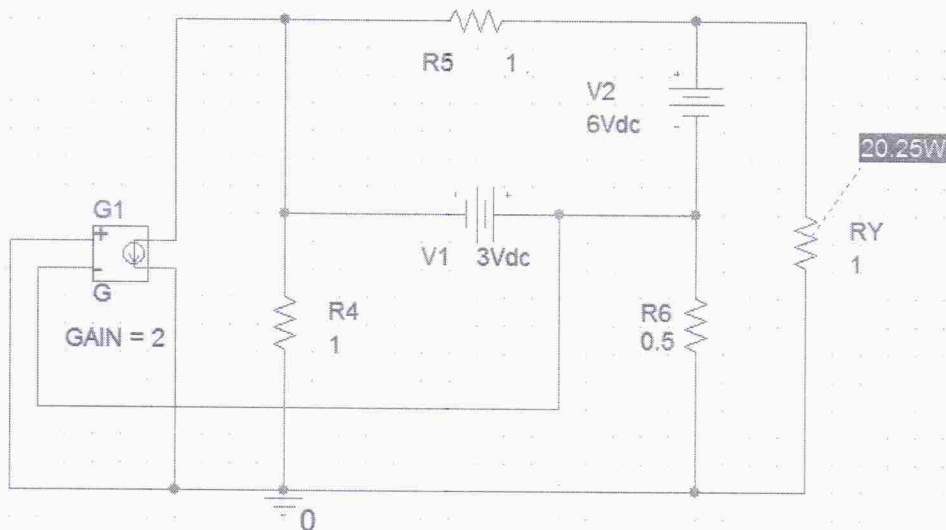 R5 1
V2
6Vdc
20.25W
G1
+
-
G
V1 3Vdc
RY
1
R4
1
R6
0.5
GAIN = 2
0